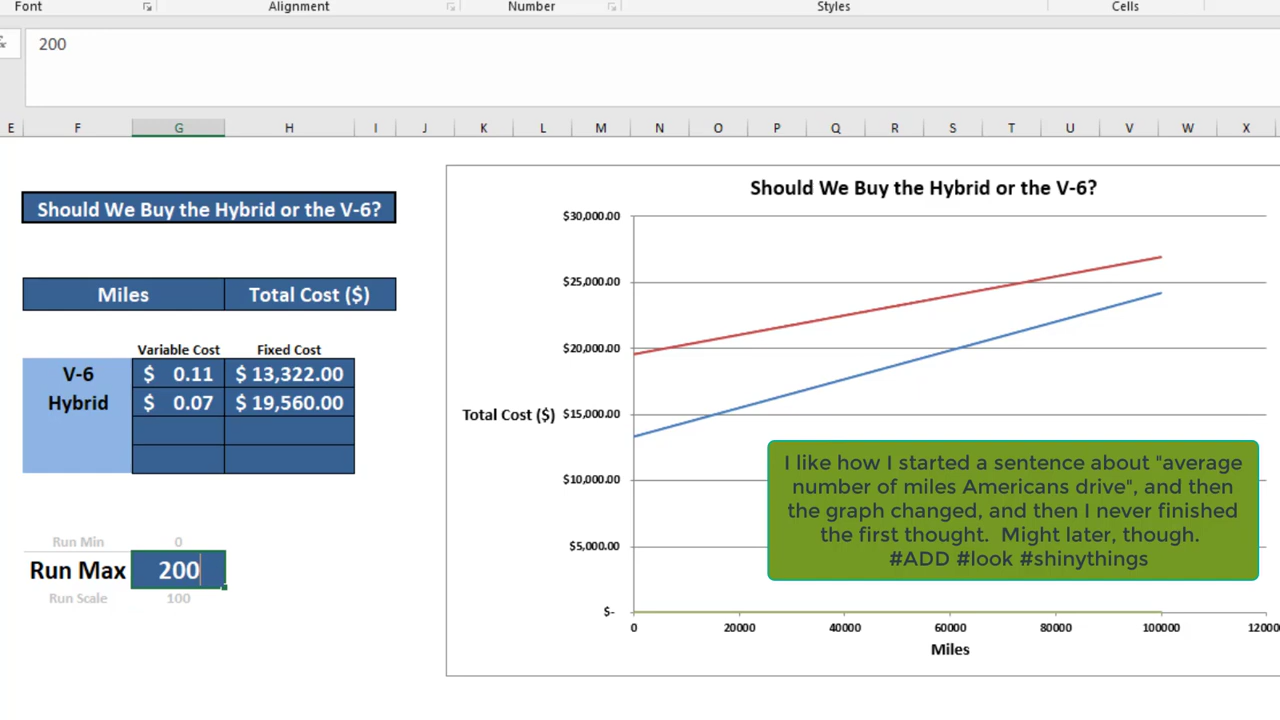 Font Alignment Number Styles Cells
200
E F G H I J K L M N O P Q R S T U V W X
Should We Buy the Hybrid or the V-6?
Miles Total Cost ($)
Variable Cost Fixed Cost
V-6 $ 0.11 $ 13,322.00
Hybrid $ 0.07 $ 19,560.00
Run Min 0
Run Max 200
Run Scale 100
Should We Buy the Hybrid or the V-6?
$30,000.00
$25,000.00
$20,000.00
Total Cost ($) $15,000.00
$10,000.00
$5,000.00
$-
0 20000 40000 60000 80000 100000
Miles
I like how I started a sentence about "average
number of miles Americans drive", and then
the graph changed, and then I never finished
the first thought. Might later, though.
#ADD #look #shinythings